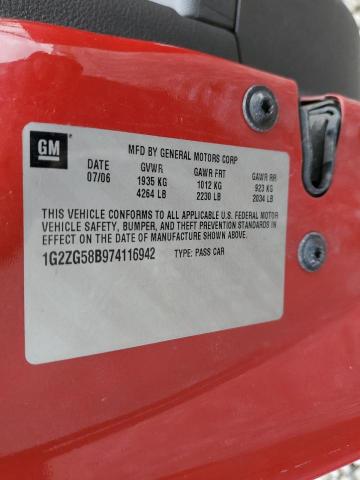 GM
MFD BY GENERAL MOTORS CORP
DATE GVWR GAWR FRT GAWR RR
07/06 1935 KG 1012 KG 923 KG
4264 LB 2230 LB 2034 LB
THIS VEHICLE CONFORMS TO ALL APPLICABLE U.S. FEDERAL MOTOR
VEHICLE SAFETY, BUMPER, AND THEFT PREVENTION STANDARDS
IN EFFECT ON THE DATE OF MANUFACTURE SHOWN ABOVE.
1G2ZG58B974116942 TYPE: PASS CAR